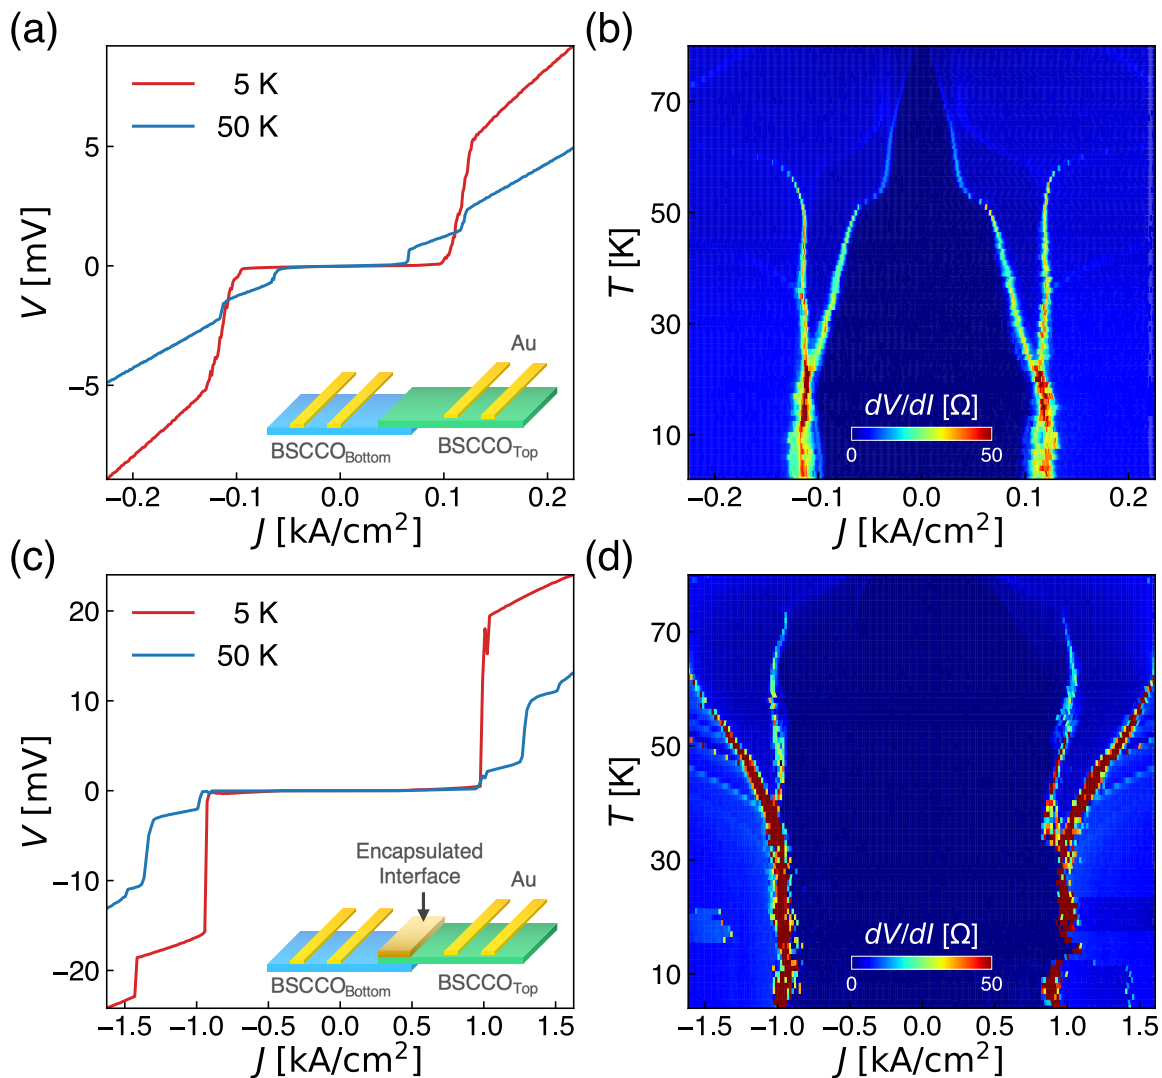 (a)
5 K
50 K
5
0
−5
V [mV]
Au
BSCCO_Bottom
BSCCO_Top
−0.2
−0.1
0.0
0.1
0.2
J [kA/cm²]
(b)
70
50
30
10
T [K]
dV/dI [Ω]
0
50
−0.2
−0.1
0.0
0.1
0.2
J [kA/cm²]
(c)
5 K
50 K
20
10
0
−10
−20
V [mV]
Encapsulated
Interface
Au
BSCCO_Bottom
BSCCO_Top
−1.5
−1.0
−0.5
0.0
0.5
1.0
1.5
J [kA/cm²]
(d)
70
50
30
10
T [K]
dV/dI [Ω]
0
50
−1.5
−1.0
−0.5
0.0
0.5
1.0
1.5
J [kA/cm²]